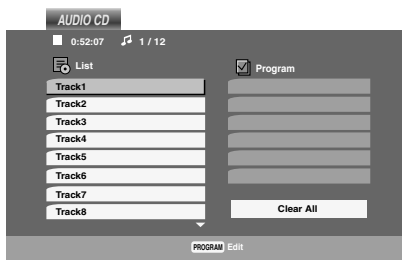 AUDIO CD
0:52:07 1 / 12
List
Track1
Track2
Track3
Track4
Track5
Track6
Track7
Track8
Program
Clear All
PROGRAM Edit